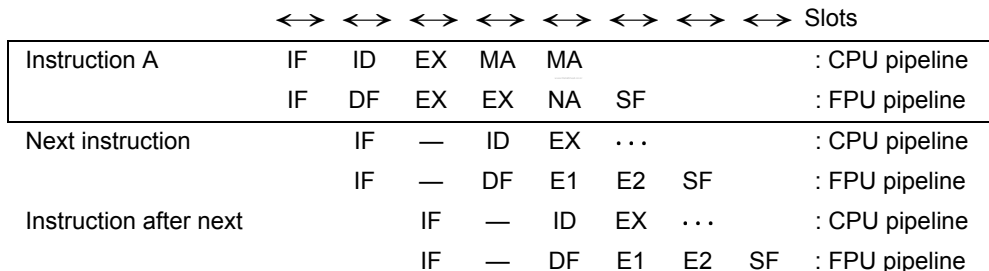 Slots
Instruction A IF ID EX MA MA : CPU pipeline
IF DF EX EX NA SF : FPU pipeline
Next instruction IF — ID EX ··· : CPU pipeline
IF — DF E1 E2 SF : FPU pipeline
Instruction after next IF — ID EX ··· : CPU pipeline
IF — DF E1 E2 SF : FPU pipeline